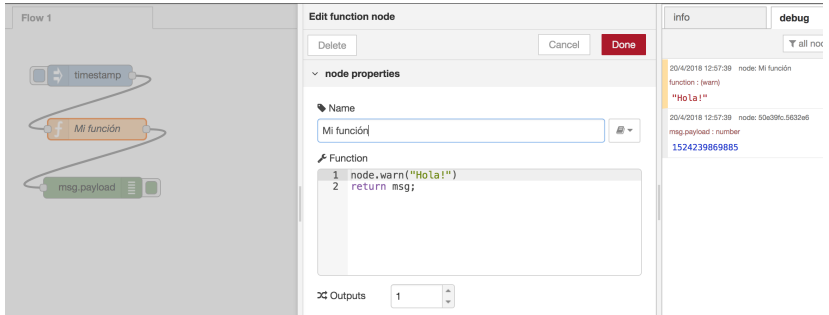 Flow 1
timestamp
Mi función
msg.payload
Edit function node
Delete
Cancel
Done
node properties
Name
Mi función
Function
1 node.warn("Hola!")
2 return msg;
Outputs
1
info
debug
all noc
20/4/2018 12:57:39 node: Mi función
function : (warn)
"Hola!"
20/4/2018 12:57:39 node: 50e39fc.5632e6
msg.payload : number
1524239869885